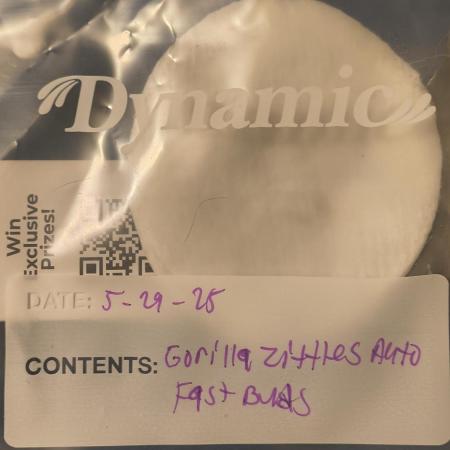 Dynamic
Win
Exclusive
Prizes!
DATE: 5-29-25
CONTENTS: Gorilla Zittles Auto
Fast Buds